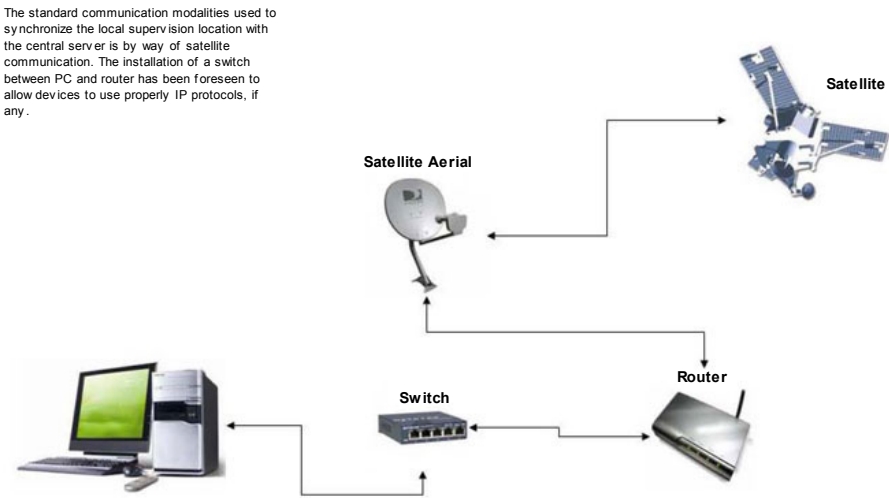 The standard communication modalities used to
synchronize the local supervision location with
the central server is by way of satellite
communication. The installation of a switch
between PC and router has been foreseen to
allow devices to use properly IP protocols, if
any.
Satellite
Satellite Aerial
Router
Switch